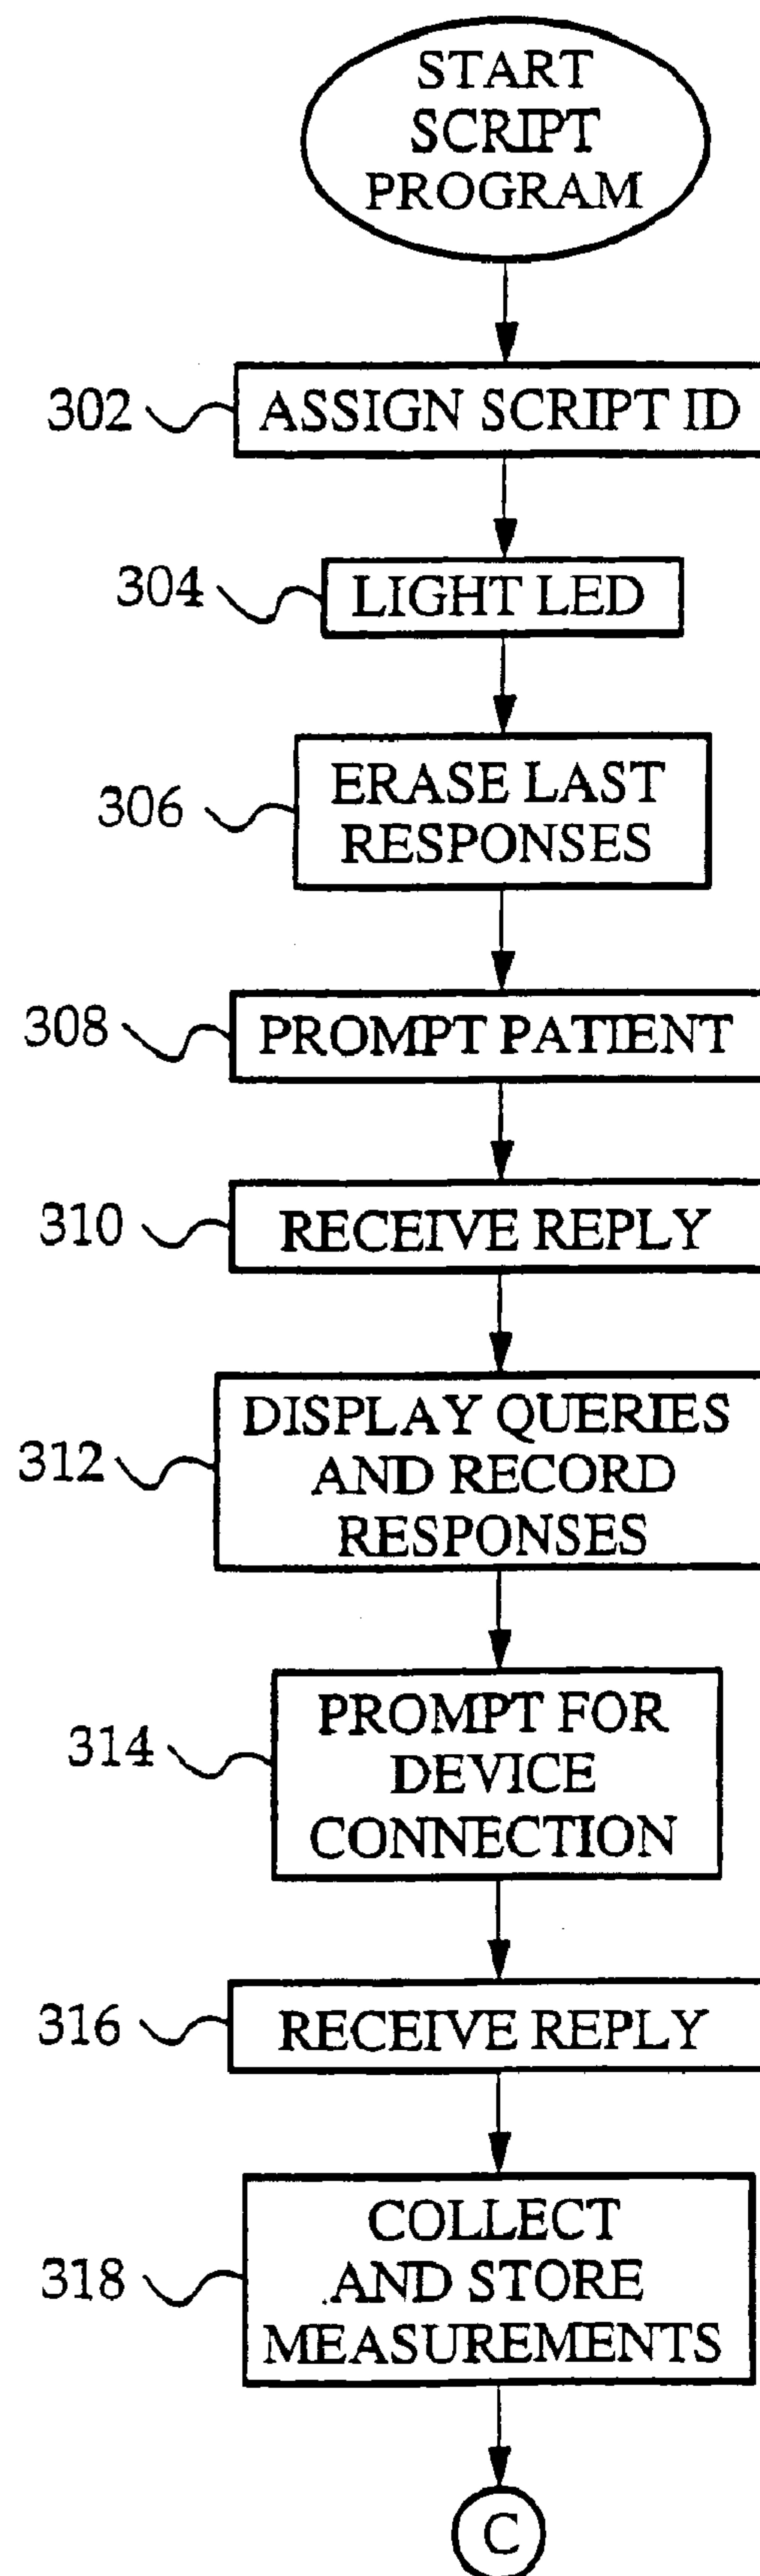 START
SCRIPT
PROGRAM
302 ASSIGN SCRIPT ID
304 LIGHT LED
306 ERASE LAST
RESPONSES
308 PROMPT PATIENT
310 RECEIVE REPLY
DISPLAY QUERIES
312 AND RECORD
RESPONSES
PROMPT FOR
314 DEVICE
CONNECTION
316 RECEIVE REPLY
COLLECT
318 AND STORE
MEASUREMENTS
C